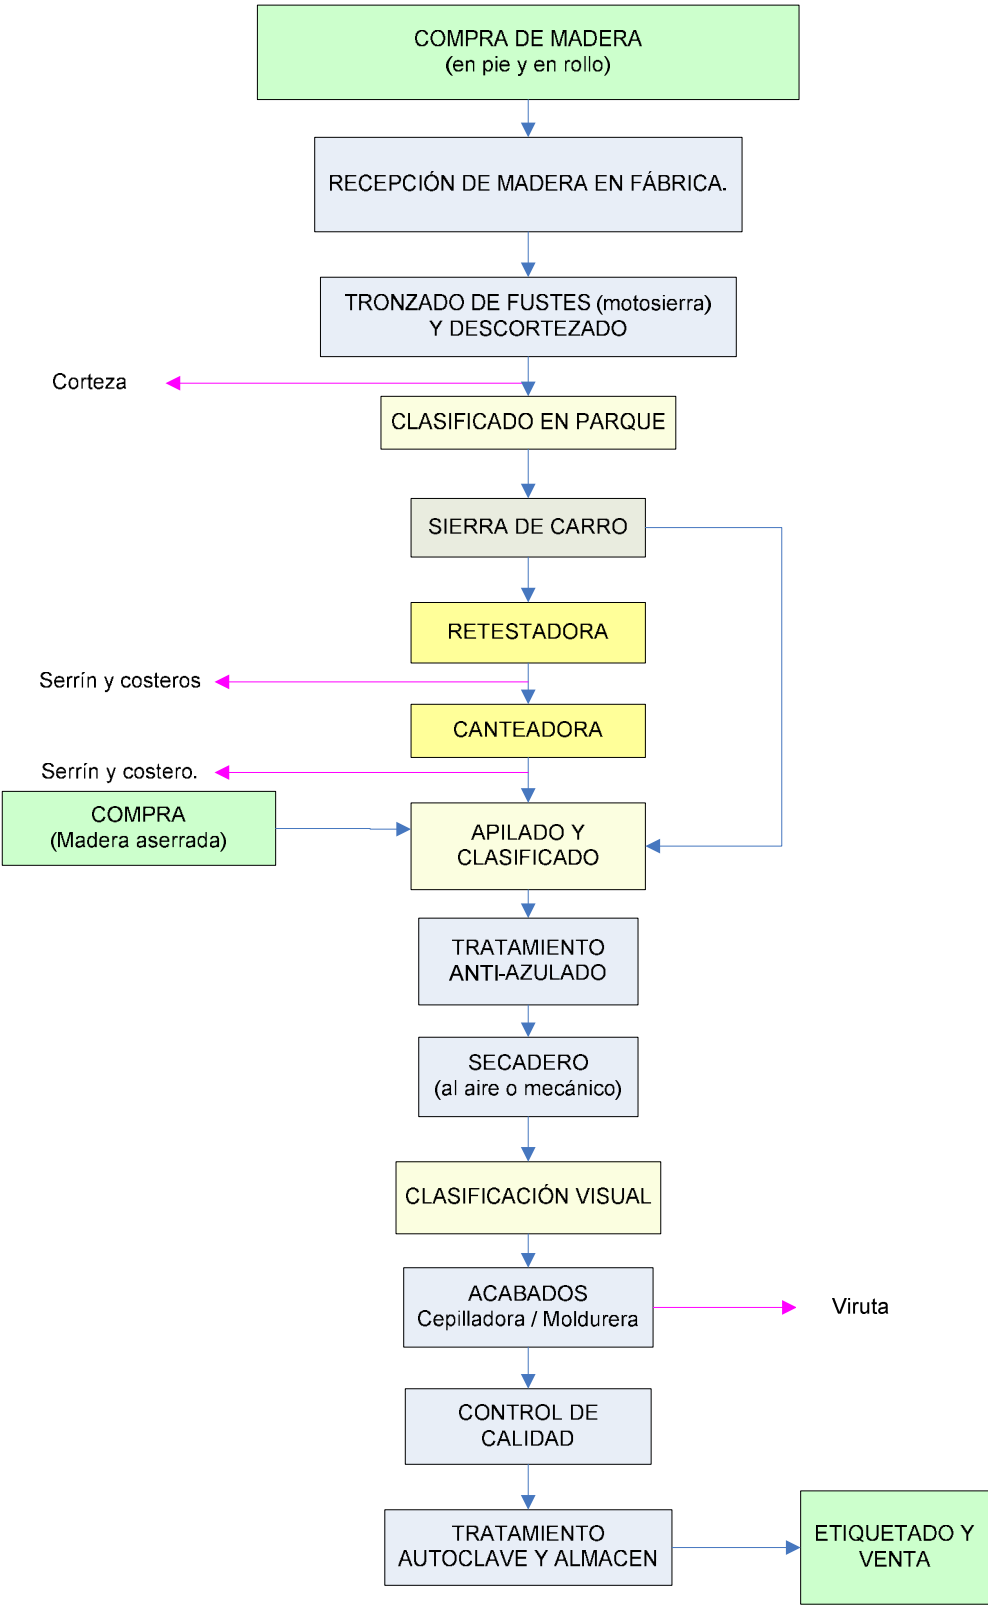 COMPRA DE MADERA
(en pie y en rollo)
RECEPCIÓN DE MADERA EN FÁBRICA.
TRONZADO DE FUSTES (motosierra)
Y DESCORTEZADO
Corteza
CLASIFICADO EN PARQUE
SIERRA DE CARRO
RETESTADORA
Serrín y costeros
CANTEADORA
Serrín y costero.
COMPRA
(Madera aserrada)
APILADO Y
CLASIFICADO
TRATAMIENTO
ANTI-AZULADO
SECADERO
(al aire o mecánico)
CLASIFICACIÓN VISUAL
ACABADOS
Cepilladora / Moldurera
Viruta
CONTROL DE
CALIDAD
TRATAMIENTO
AUTOCLAVE Y ALMACEN
ETIQUETADO Y
VENTA